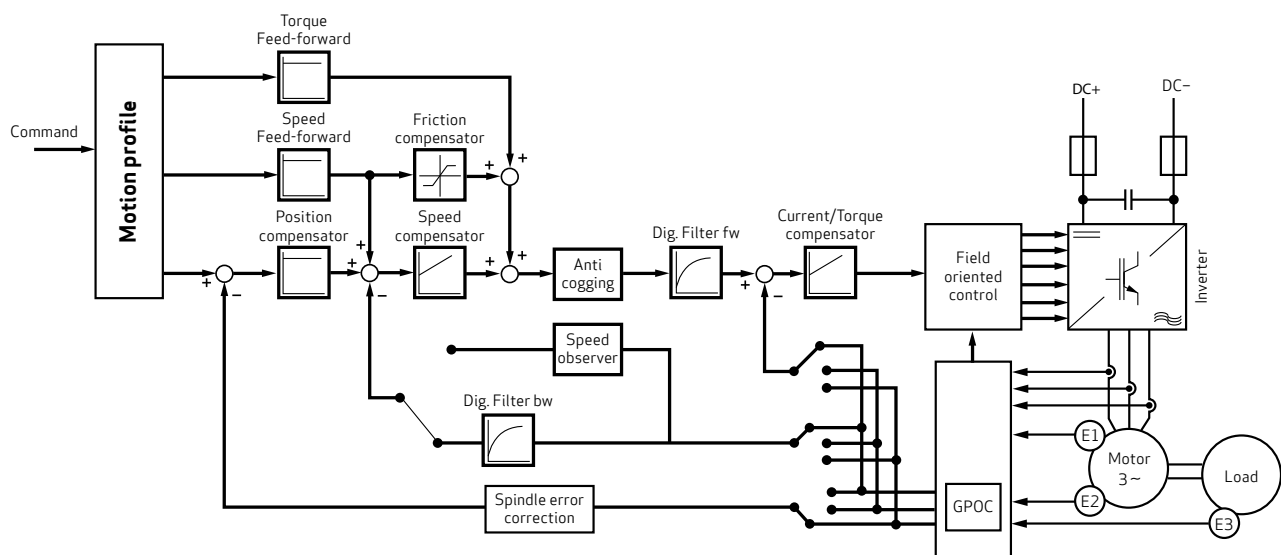 Torque
Feed-forward
DC+
DC−
Command
Motion profile
Speed
Feed-forward
Friction
compensator
+
+
Position
compensator
Speed
compensator
Dig. Filter fw
Current/Torque
compensator
Field
oriented
control
Inverter
+
+
+
+
+
−
−
Anti
cogging
+
−
Speed
observer
Dig. Filter bw
Spindle error
correction
GPOC
E1
Motor
3~
E2
Load
E3